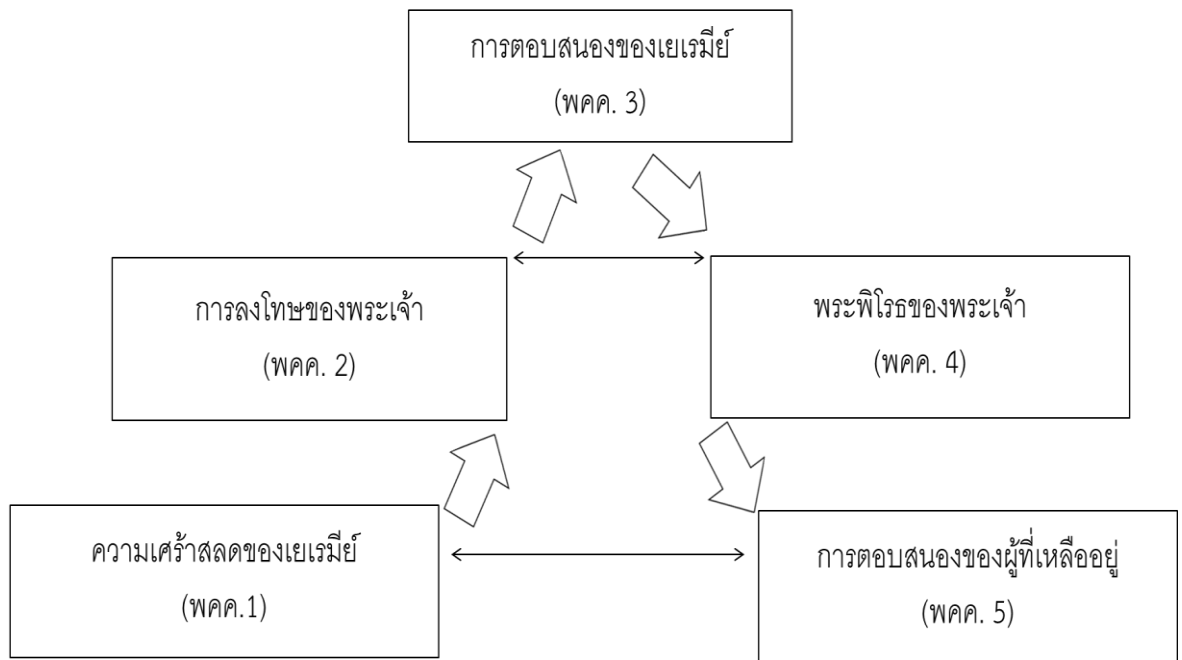 การตอบสนองของเยเรมีย์
(พคค. 3)
การลงโทษของพระเจ้า
(พคค. 2)
พระพิโรธของพระเจ้า
(พคค. 4)
ความเศร้าสลดของเยเรมีย์
(พคค.1)
การตอบสนองของผู้ที่เหลืออยู่
(พคค. 5)